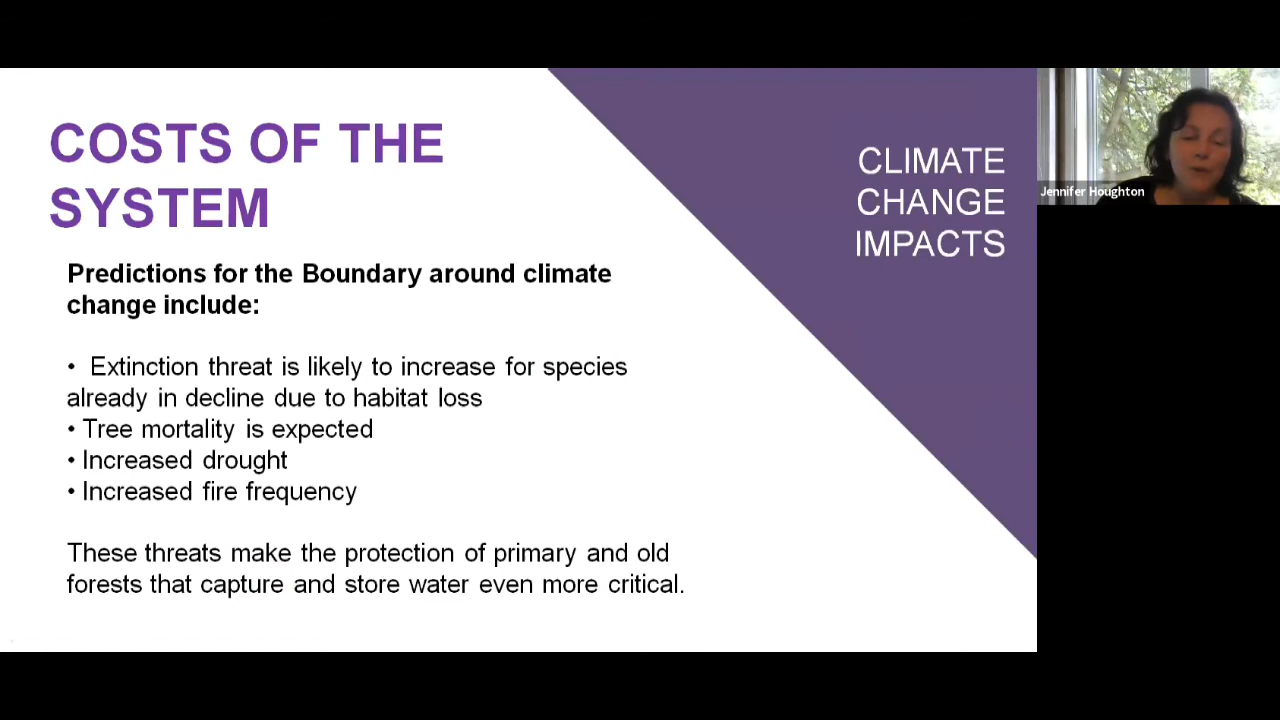 COSTS OF THE
SYSTEM
CLIMATE
CHANGE
IMPACTS
Jennifer Houghton
Predictions for the Boundary around climate
change include:
• Extinction threat is likely to increase for species
already in decline due to habitat loss
• Tree mortality is expected
• Increased drought
• Increased fire frequency
These threats make the protection of primary and old
forests that capture and store water even more critical.